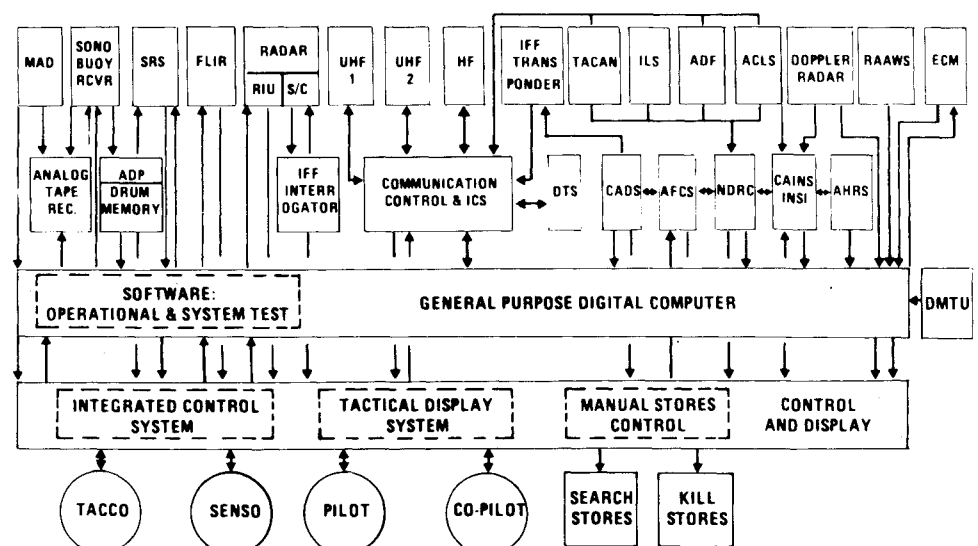 MAD
SONO
BUOY
RCVR
SRS
FLIR
RADAR
RIU
S/C
UHF
1
UHF
2
HF
IFF
TRANS
PONDER
TACAN
ILS
ADF
ACLS
DOPPLER
RADAR
RAAWS
ECM
ANALOG
TAPE
REC.
ADP
DRUM
MEMORY
IFF
INTERR
OGATOR
COMMUNICATION
CONTROL & ICS
DTS
CADS
AFCS
NDRC
CAINS
INSI
AHRS
SOFTWARE:
OPERATIONAL & SYSTEM TEST
GENERAL PURPOSE DIGITAL COMPUTER
DMTU
INTEGRATED CONTROL
SYSTEM
TACTICAL DISPLAY
SYSTEM
MANUAL STORES
CONTROL
CONTROL
AND DISPLAY
TACCO
SENSO
PILOT
CO-PILOT
SEARCH
STORES
KILL
STORES